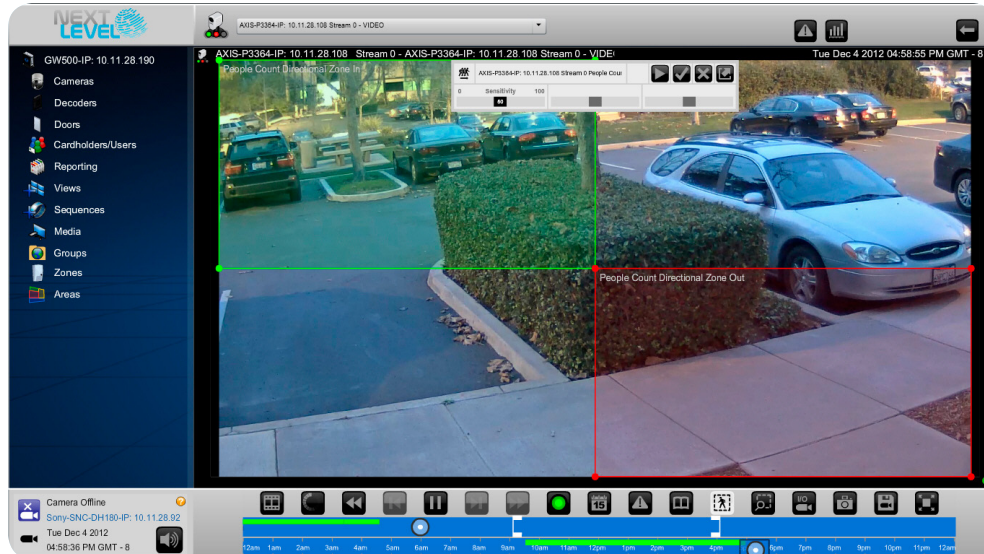 NEXT
LEVEL
AXIS-P3364-IP: 10.11.28.108 Stream 0 - VIDEO
GW500-IP: 10.11.28.190
Cameras
Decoders
Doors
Cardholders/Users
Reporting
Views
Sequences
Media
Groups
Zones
Areas
AXIS-P3364-IP: 10.11.28.108 Stream 0 - AXIS-P3364-IP: 10.11.28.108 Stream 0 - VIDE
Tue Dec 4 2012 04:58:55 PM GMT - 8
People Count Directional Zone In
AXIS-P3364-IP: 10.11.28.108 Stream 0 People Cou
0 Sensitivity 100
50
People Count Directional Zone Out
Camera Offline
Sony-SNC-DH180-IP: 10.11.28.92
Tue Dec 4 2012
04:58:36 PM GMT - 8
15
I/O
12am 1am 2am 3am 4am 5am 6am 7am 8am 9am 10am 11am 12pm 1pm 2pm 3pm 4pm 6pm 7pm 8pm 9pm 10pm 11pm 12am